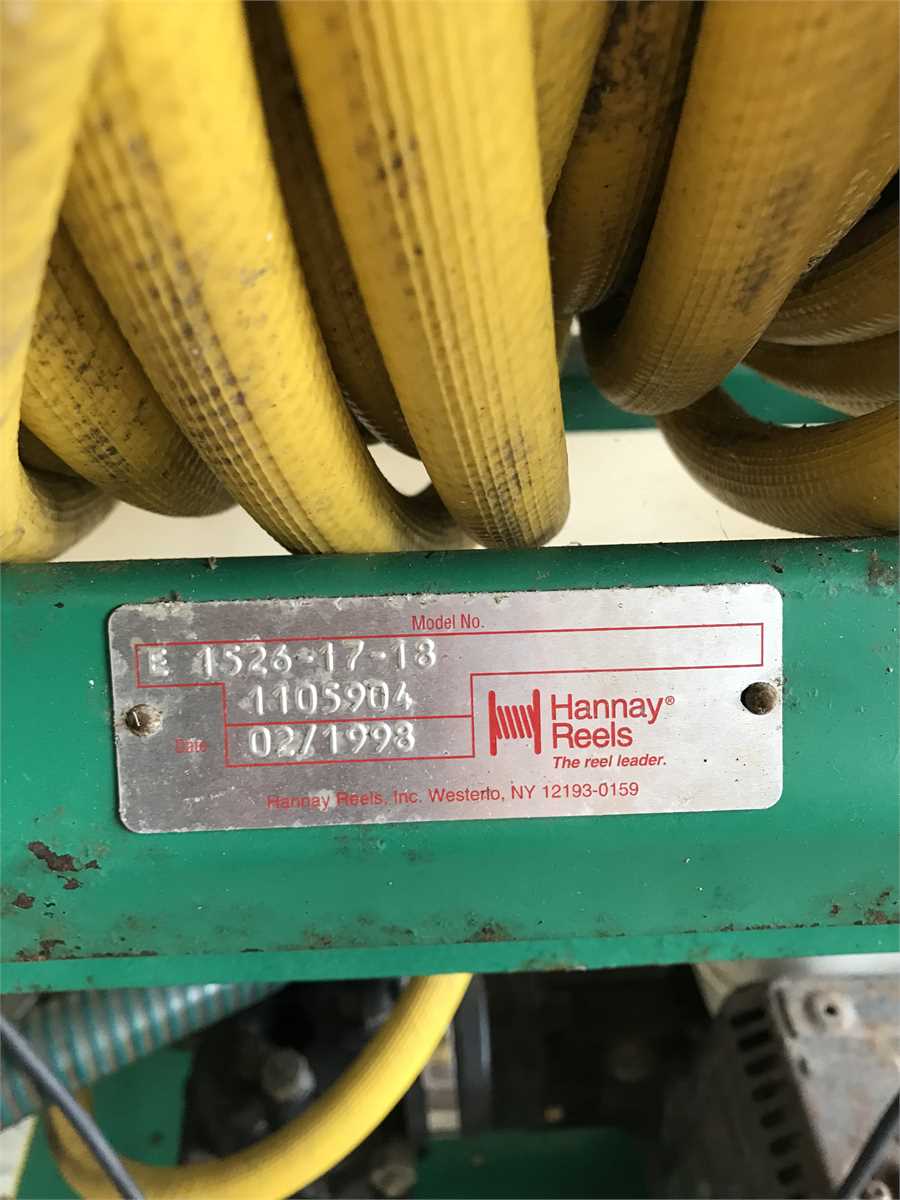 Model No.
E 1526-17-18
1105904
Date 02/1998
Hannay®
Reels
The reel leader.
Hannay Reels, Inc. Westerlo, NY 12193-0159